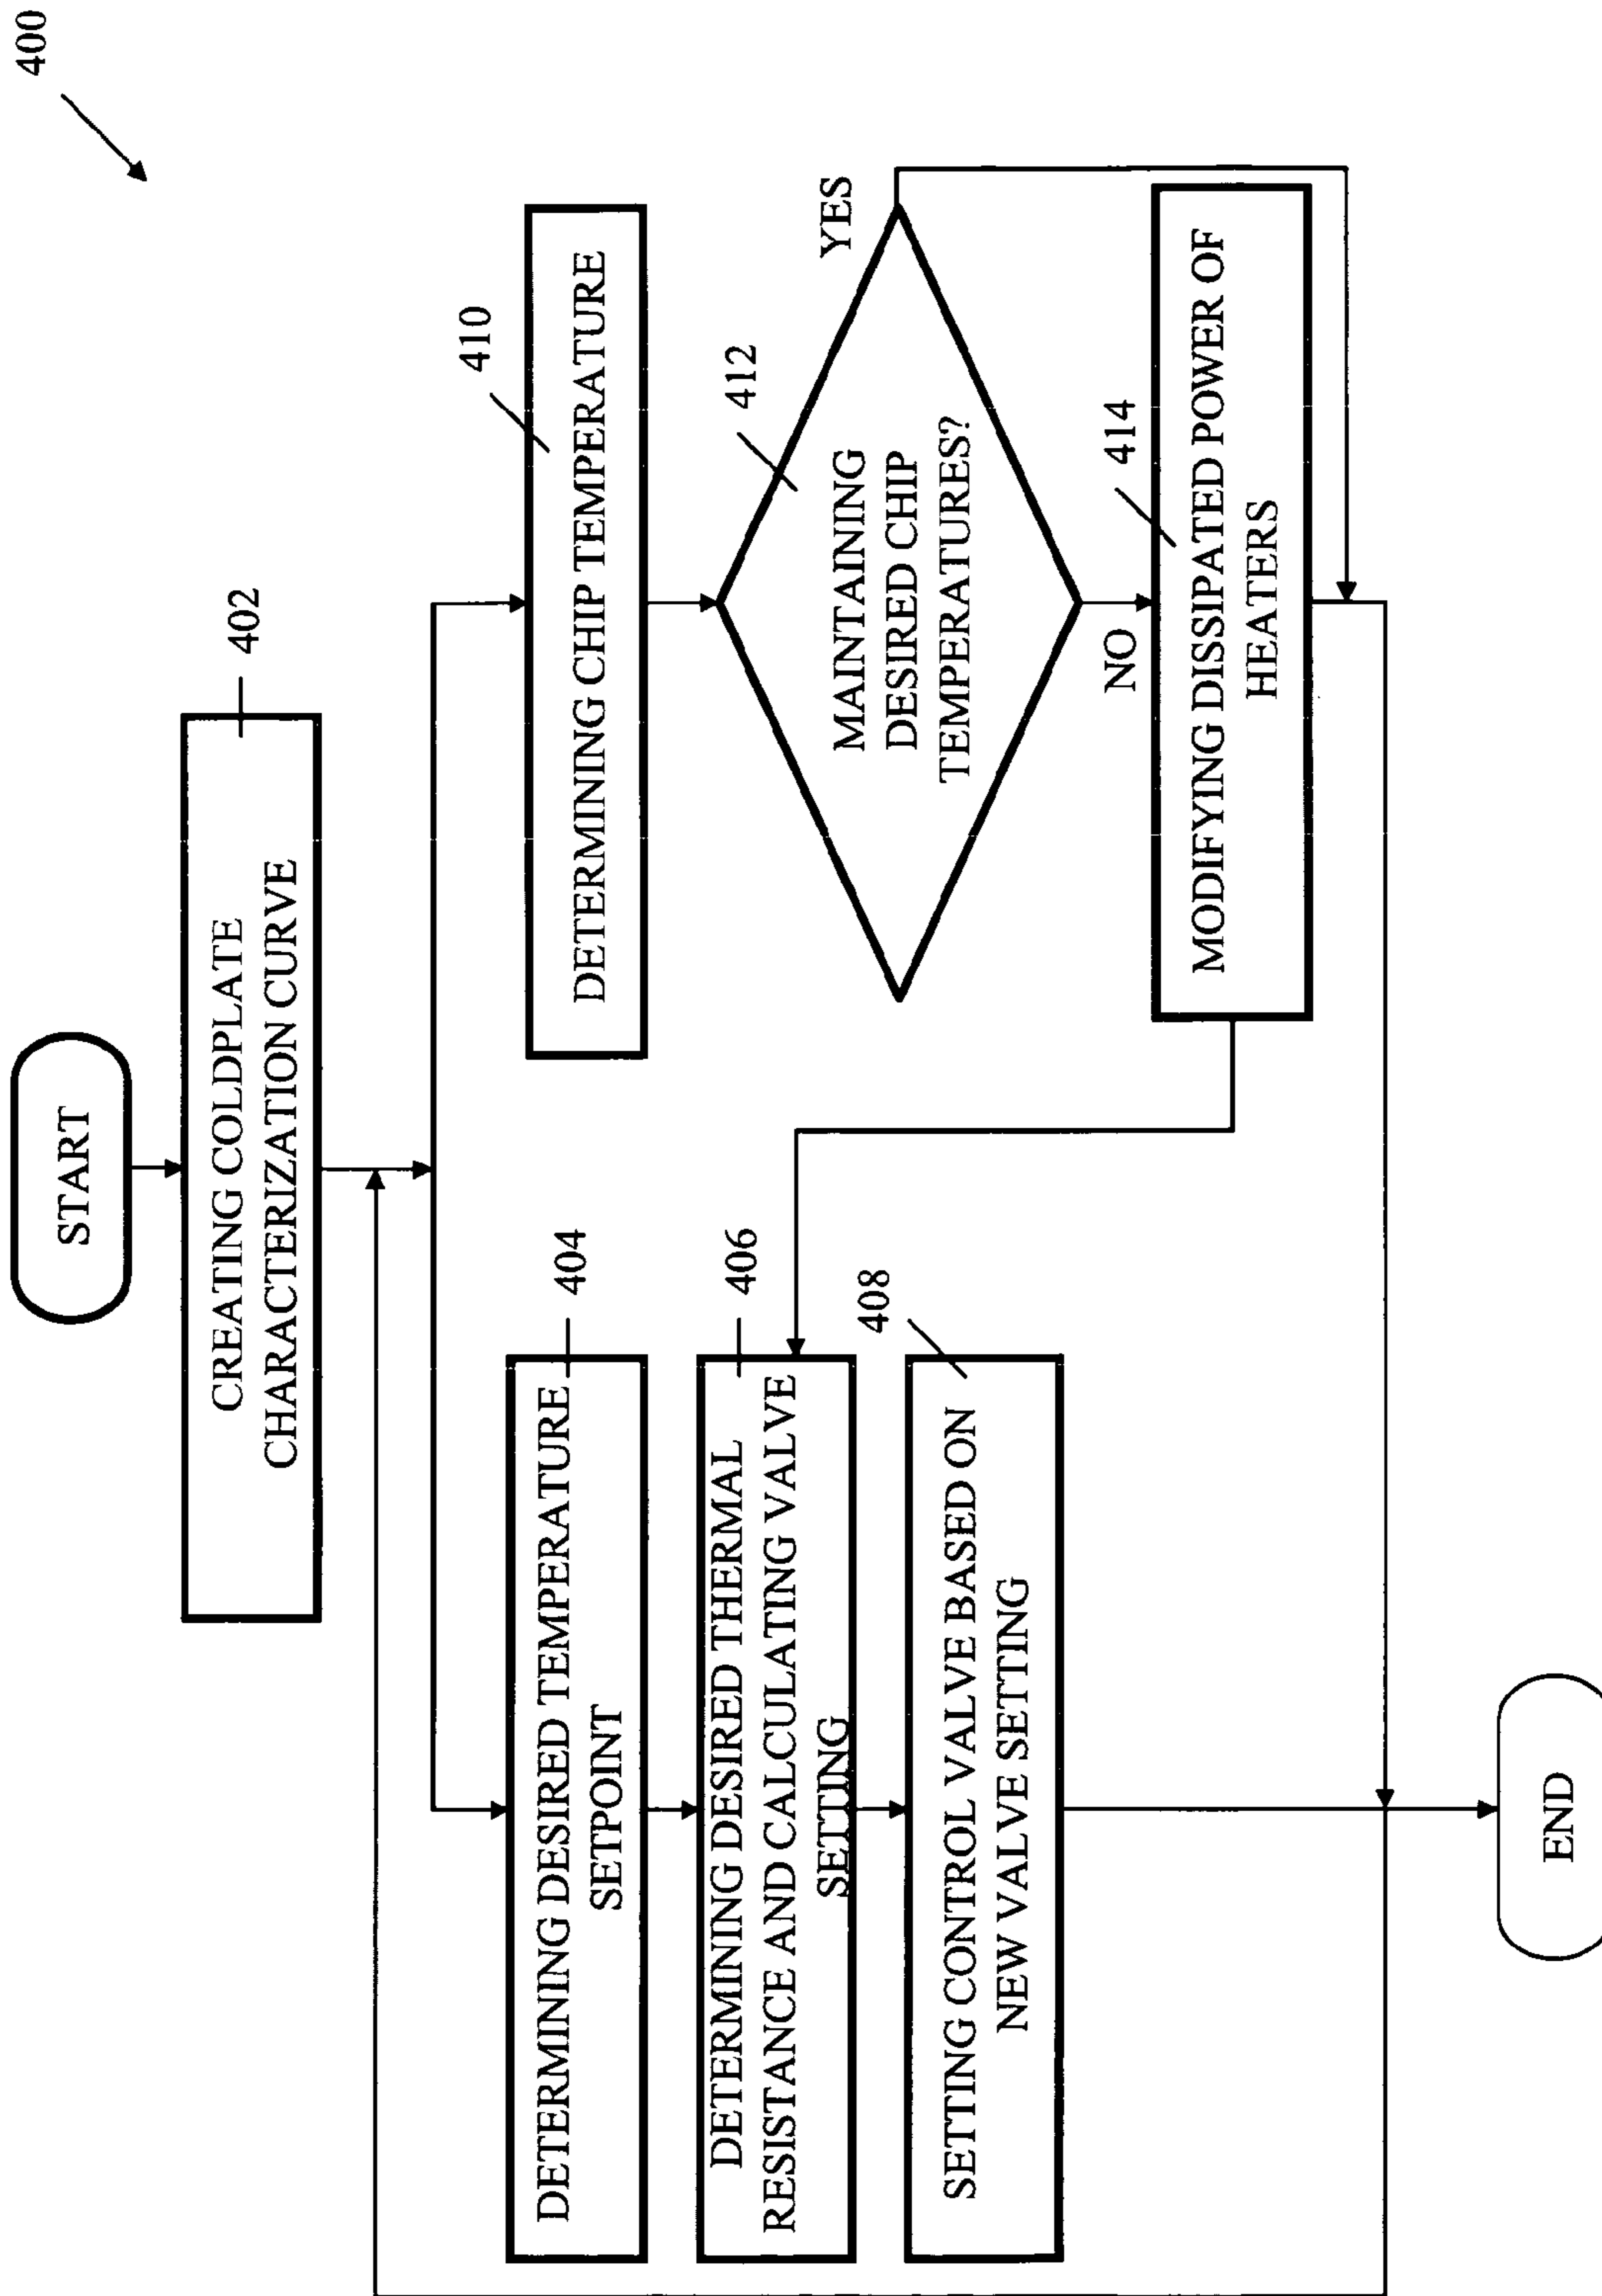 400
START
CREATING COLDPLATE
CHARACTERIZATION CURVE
402
DETERMINING DESIRED TEMPERATURE
SETPOINT
404
DETERMINING DESIRED THERMAL
RESISTANCE AND CALCULATING VALVE
SETTING
406
SETTING CONTROL VALVE BASED ON
NEW VALVE SETTING
408
DETERMINING CHIP TEMPERATURE
410
MAINTAINING
DESIRED CHIP
TEMPERATURES?
412
YES
NO
MODIFYING DISSIPATED POWER OF
HEATERS
414
END